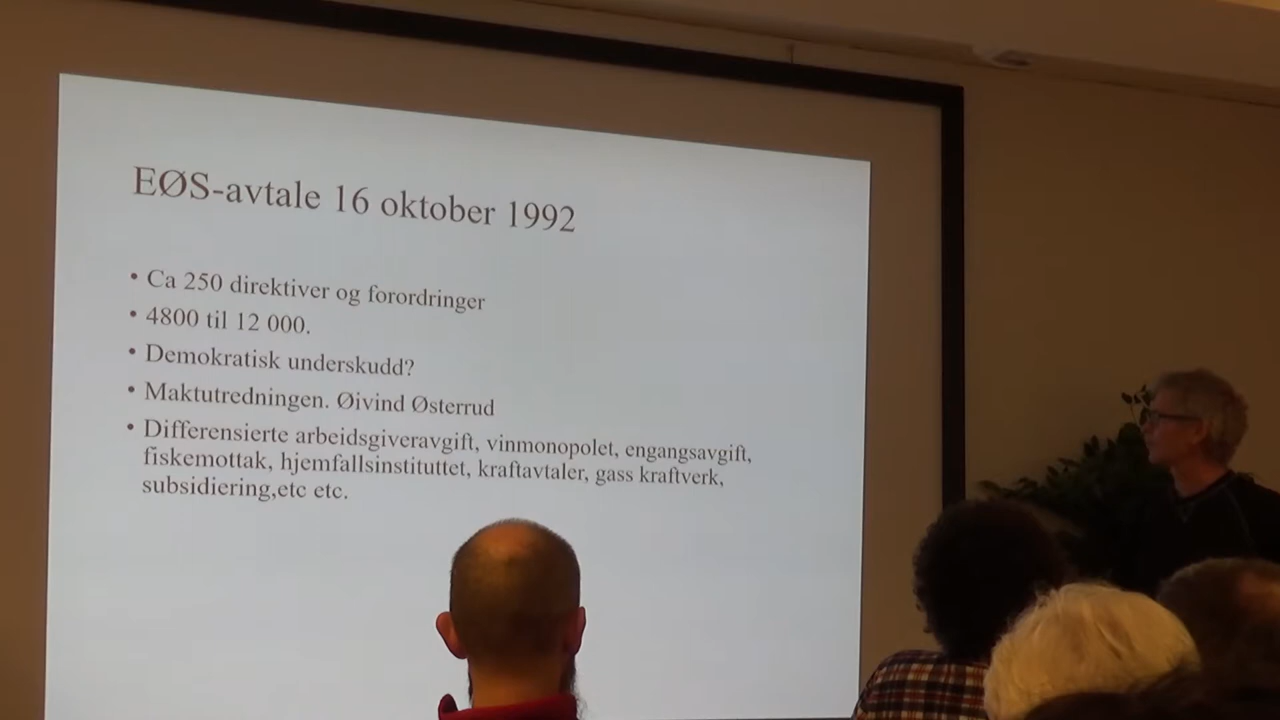 EØS-avtale 16 oktober 1992
• Ca 250 direktiver og forordringer
• 4800 til 12 000.
• Demokratisk underskudd?
• Maktutredningen. Øivind Østerrud
• Differensierte arbeidsgiveravgift, vinmonopolet, engangsavgift,
fiskemottak, hjemfallsinstituttet, kraftavtaler, gass kraftverk,
subsidiering,etc etc.